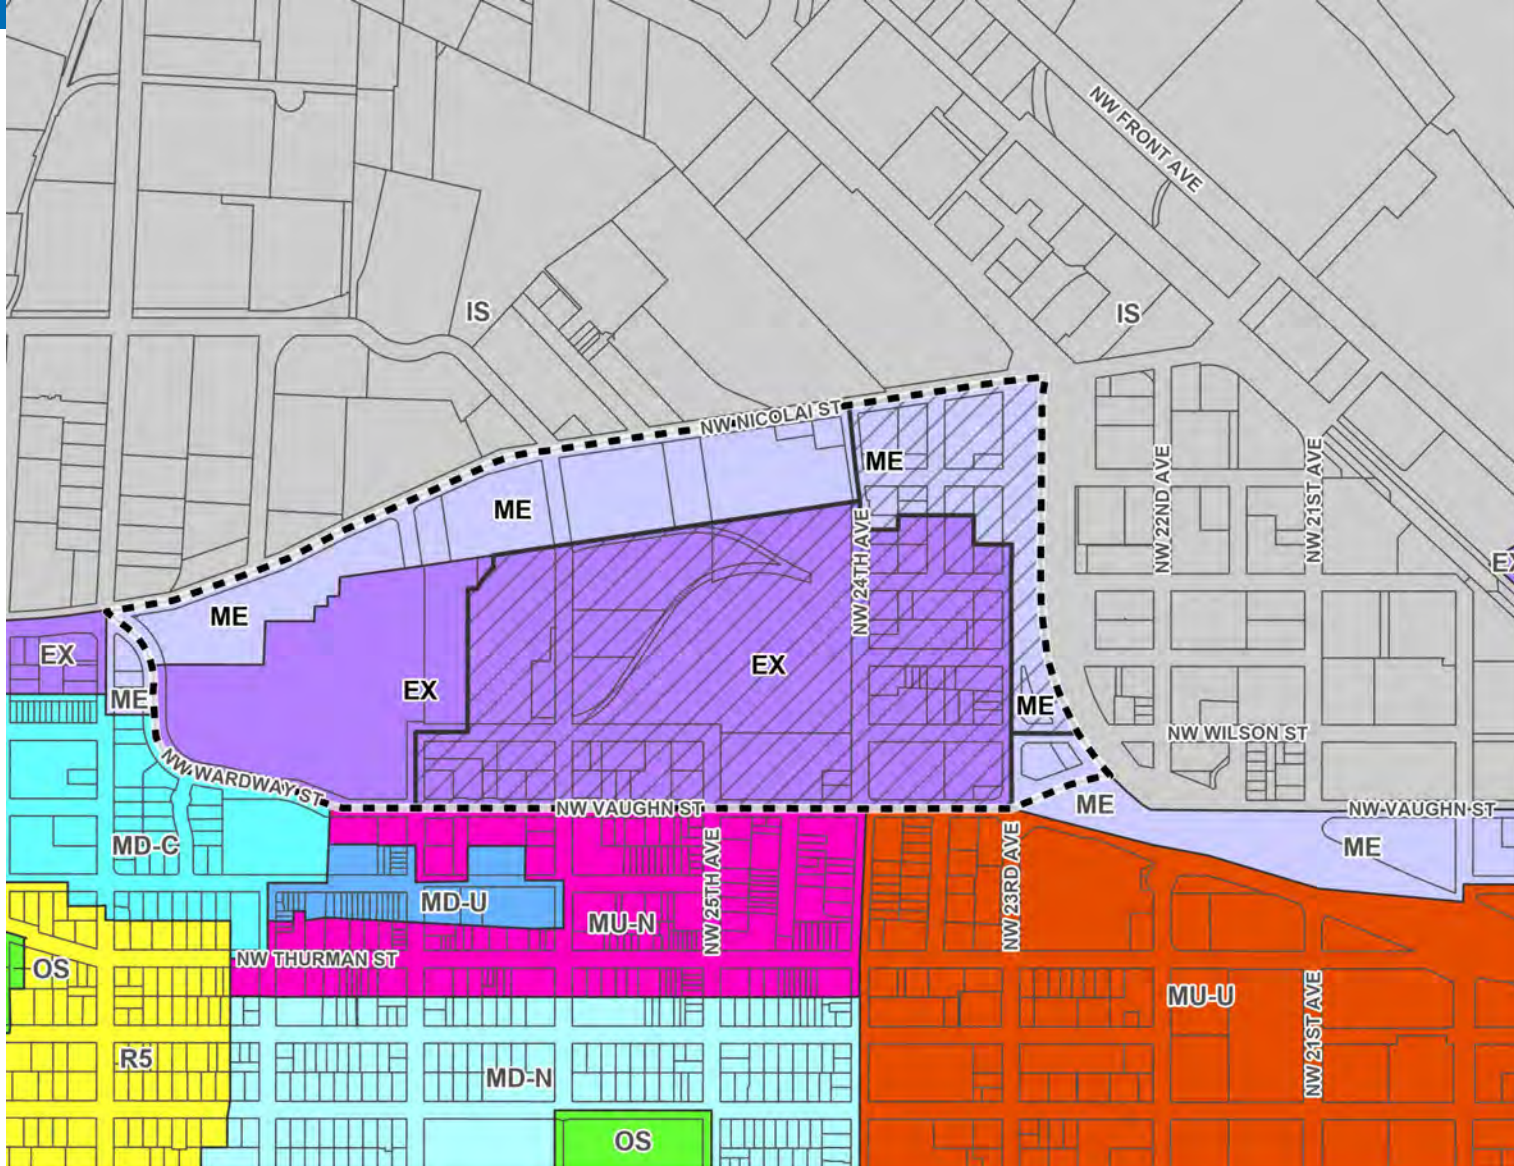 NW FRONT AVE
IS
IS
NW NICOLAI ST
ME
ME
NW 22ND AVE
NW 21ST AVE
ME
NW 24TH AVE
EX
ME
EX
EX
EX
ME
ME
NW WILSON ST
NW WARDWAY ST
NW VAUGHN ST
ME
NW VAUGHN ST
MD-C
ME
NW 25TH AVE
NW 23RD AVE
MD-U
MU-N
NW THURMAN ST
OS
MU-U
NW 21ST AVE
R5
MD-N
OS